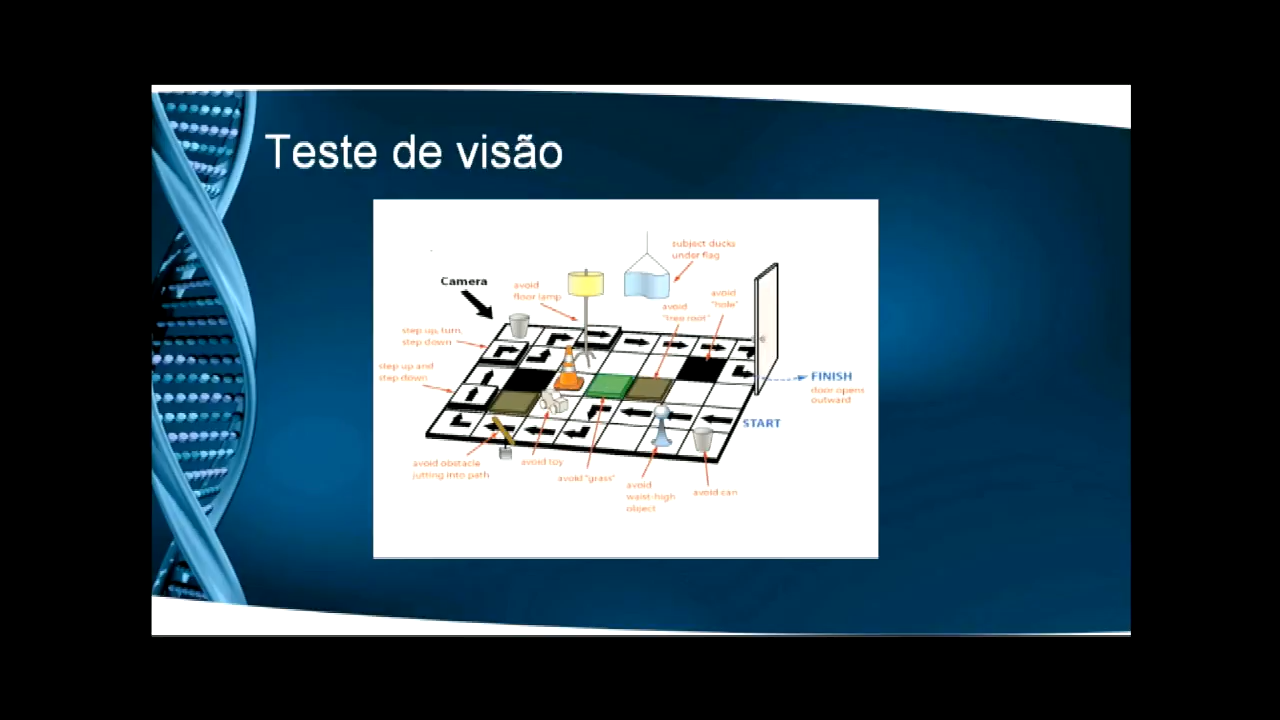 Teste de visão
subject ducks
under flag
Camera
avoid
floor lamp
avoid
"hole"
avoid
"tree root"
step up, turn,
step down
step up and
step down
FINISH
door opens
outward
START
avoid obstacle
jutting into path
avoid toy
avoid "grass"
avoid
waist-high
object
avoid can